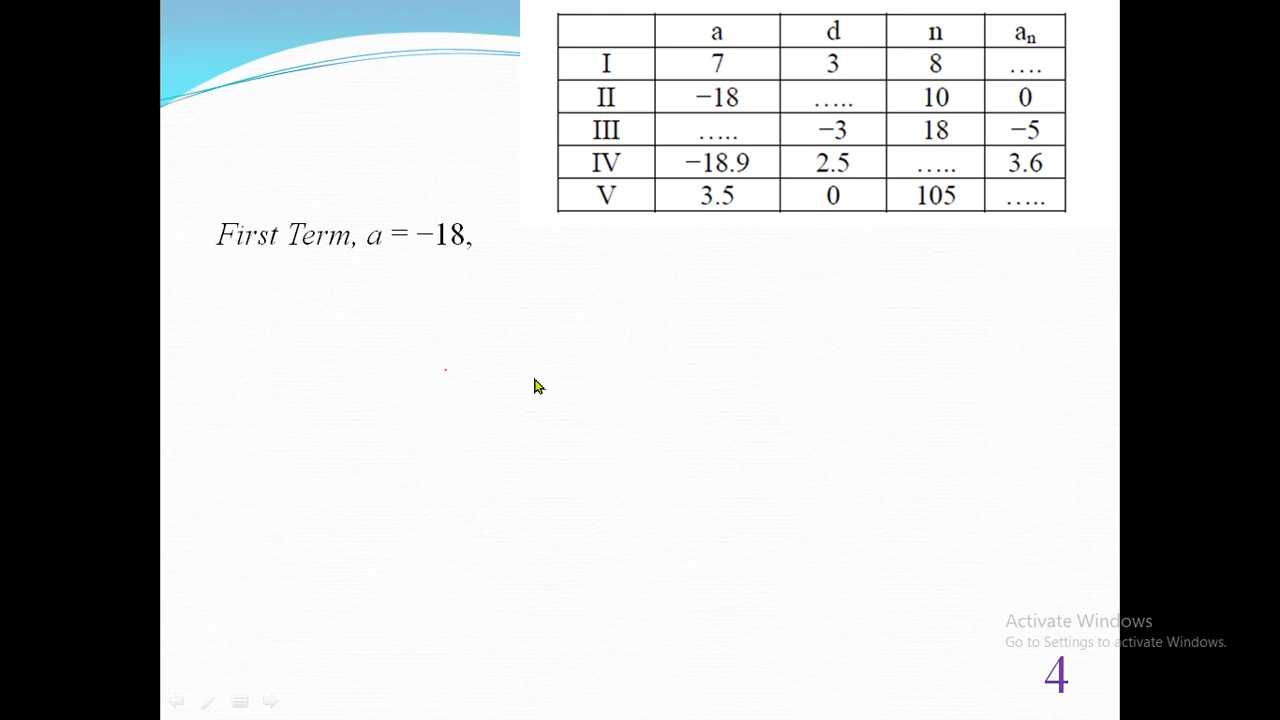 a d n aₙ
I 7 3 8 ….
II −18 ….. 10 0
III ….. −3 18 −5
IV −18.9 2.5 ….. 3.6
V 3.5 0 105 …..
First Term, a = −18,
Activate Windows
Go to Settings to activate Windows.
4